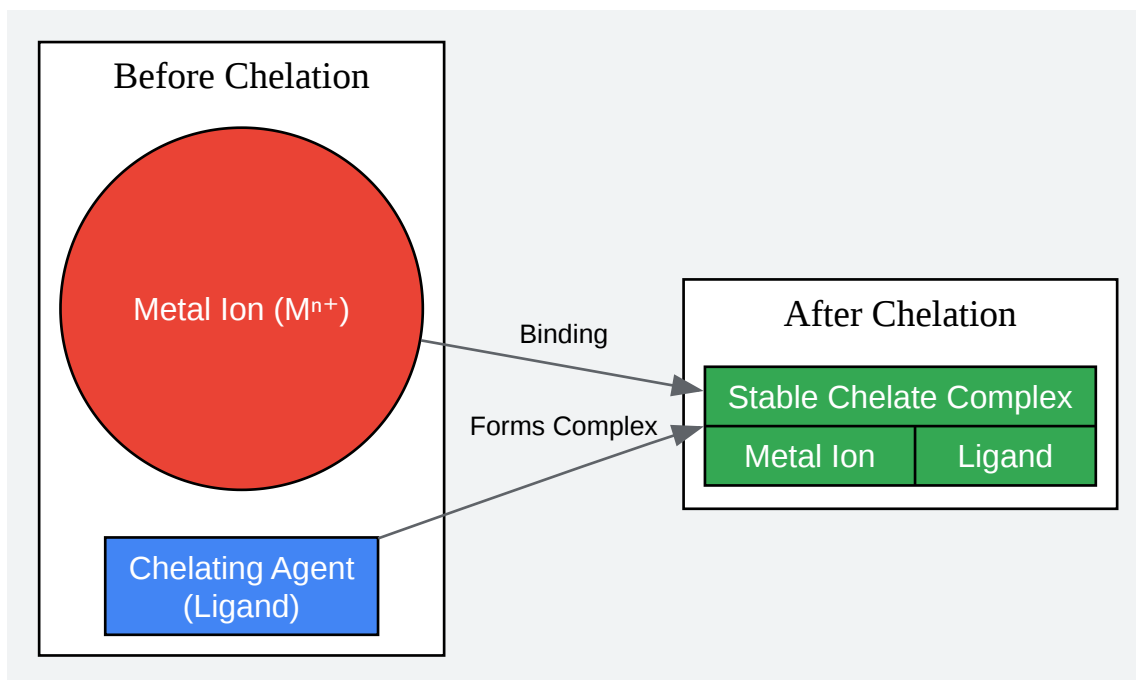 Before Chelation
Metal Ion (Mⁿ⁺)
Chelating Agent
(Ligand)
Binding
Forms Complex
After Chelation
Stable Chelate Complex
Metal Ion
Ligand